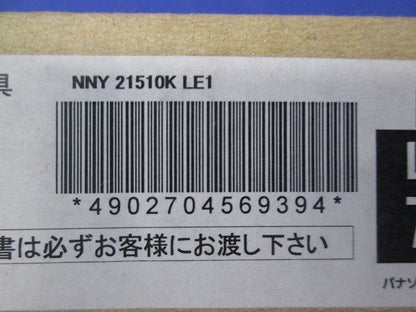 具
NNY 21510K LE1
*4902704569394*
書は必ずお客様にお渡し下さい
パナソ